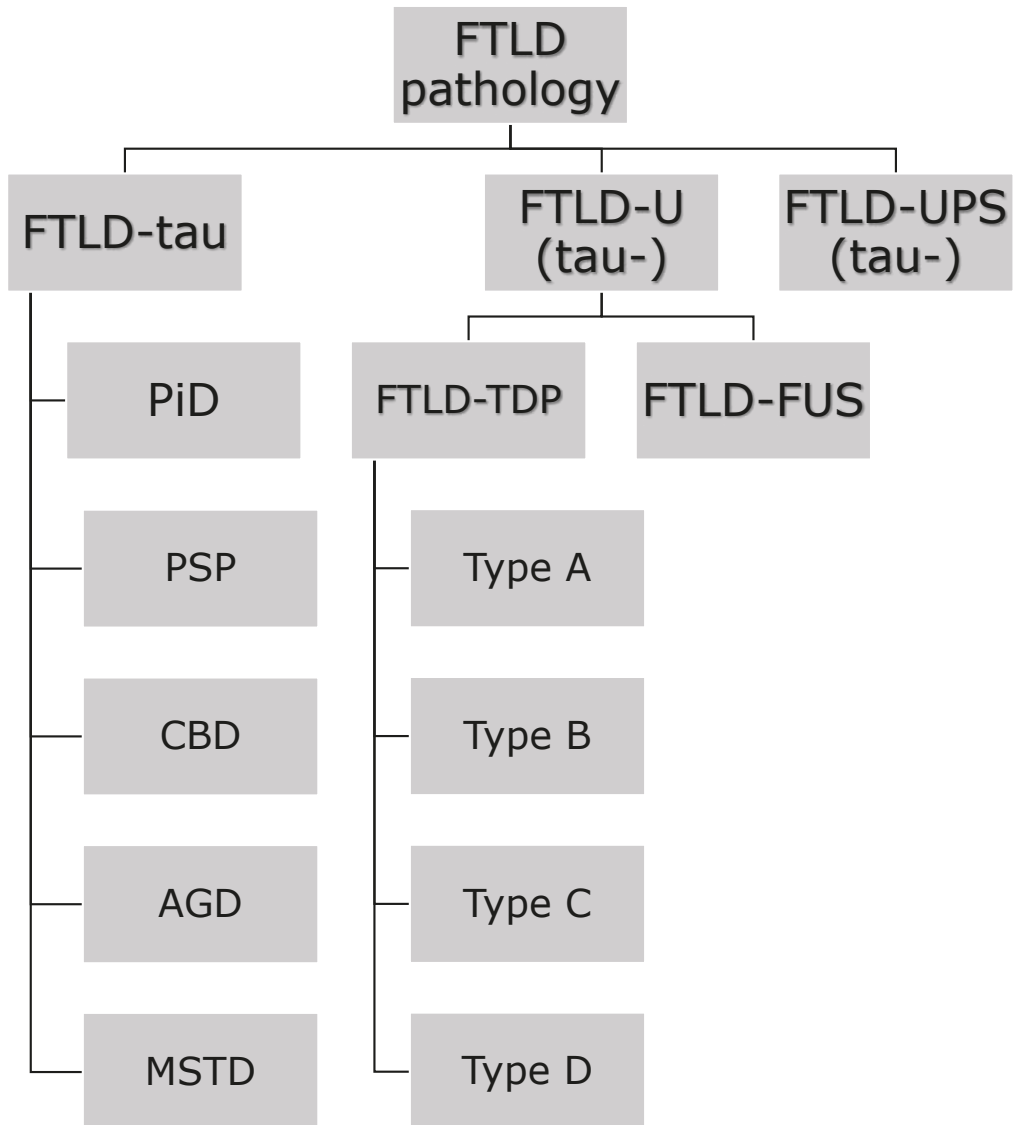 FTLD
pathology
FTLD-tau
FTLD-U
(tau-)
FTLD-UPS
(tau-)
PiD
FTLD-TDP
FTLD-FUS
PSP
Type A
CBD
Type B
AGD
Type C
MSTD
Type D